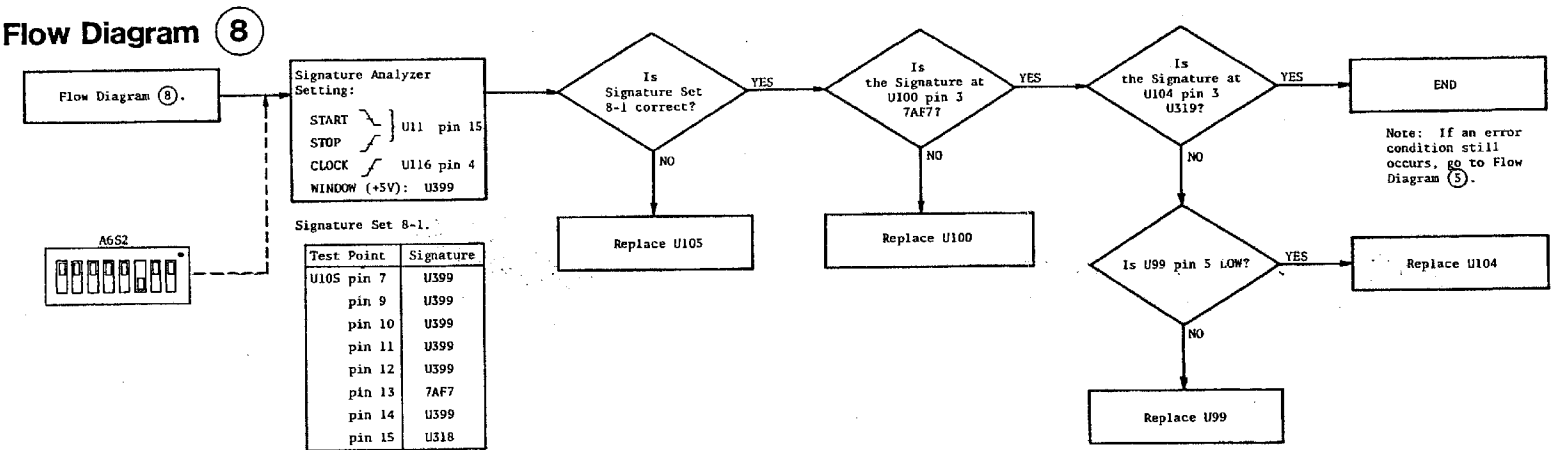 Flow Diagram 8
Flow Diagram 8.
Signature Analyzer
Setting:
START
STOP
U11 pin 15
CLOCK U116 pin 4
WINDOW (+5V): U399
A6S2
Signature Set 8-1.
Test Point Signature
U105 pin 7 U399
pin 9 U399
pin 10 U399
pin 11 U399
pin 12 U399
pin 13 7AF7
pin 14 U399
pin 15 U318
Is
Signature Set
8-1 correct?
YES
NO
Replace U105
Is
the Signature at
U100 pin 3
7AF7?
YES
NO
Replace U100
Is
the Signature at
U104 pin 3
U319?
YES
NO
END
Note: If an error
condition still
occurs, go to Flow
Diagram 5.
Is U99 pin 5 LOW?
YES
Replace U104
NO
Replace U99